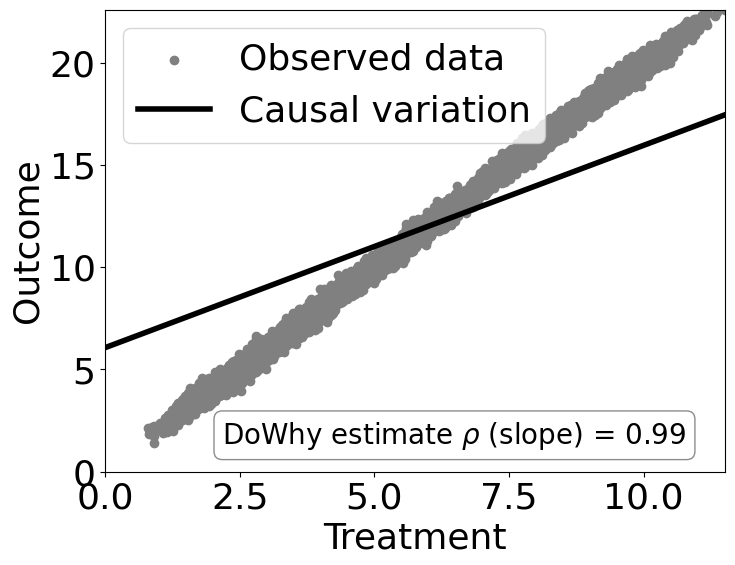 Observed data
Causal variation
20
15
10
5
0
Outcome
DoWhy estimate ρ (slope) = 0.99
0.0 2.5 5.0 7.5 10.0
Treatment